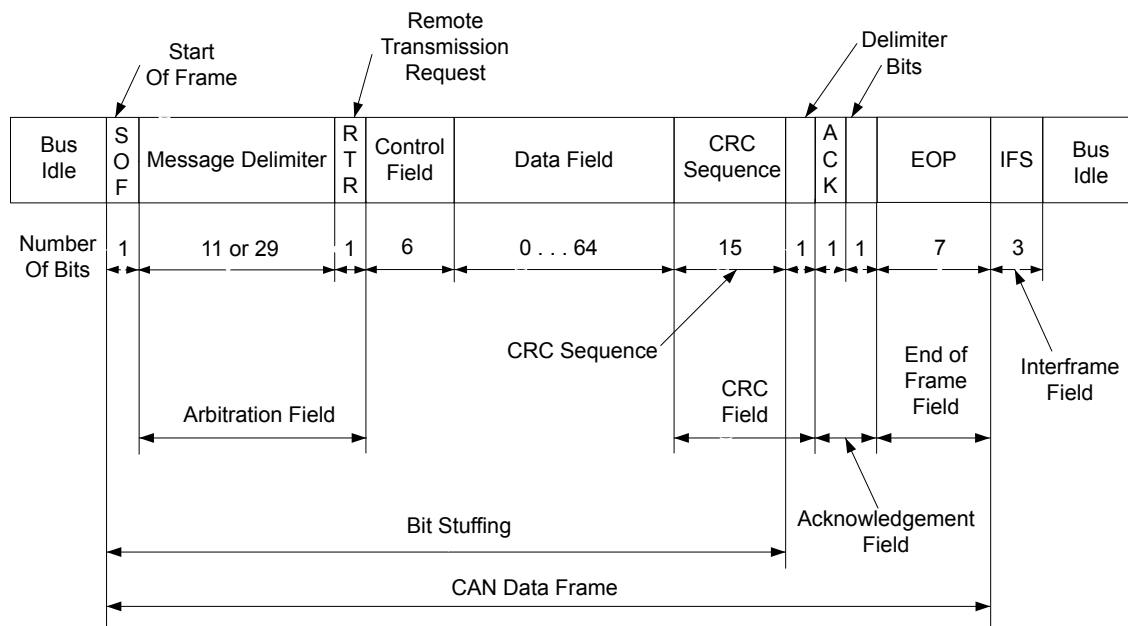 Start
Of Frame
Remote
Transmission
Request
Delimiter
Bits
Bus
Idle
S
O
F
Message Delimiter
R
T
R
Control
Field
Data Field
CRC
Sequence
A
C
K
EOP
IFS
Bus
Idle
Number
Of Bits
1
11 or 29
1
6
0 . . . 64
15
1
1
1
7
3
CRC Sequence
Arbitration Field
CRC
Field
End of
Frame
Field
Interframe
Field
Bit Stuffing
Acknowledgement
Field
CAN Data Frame